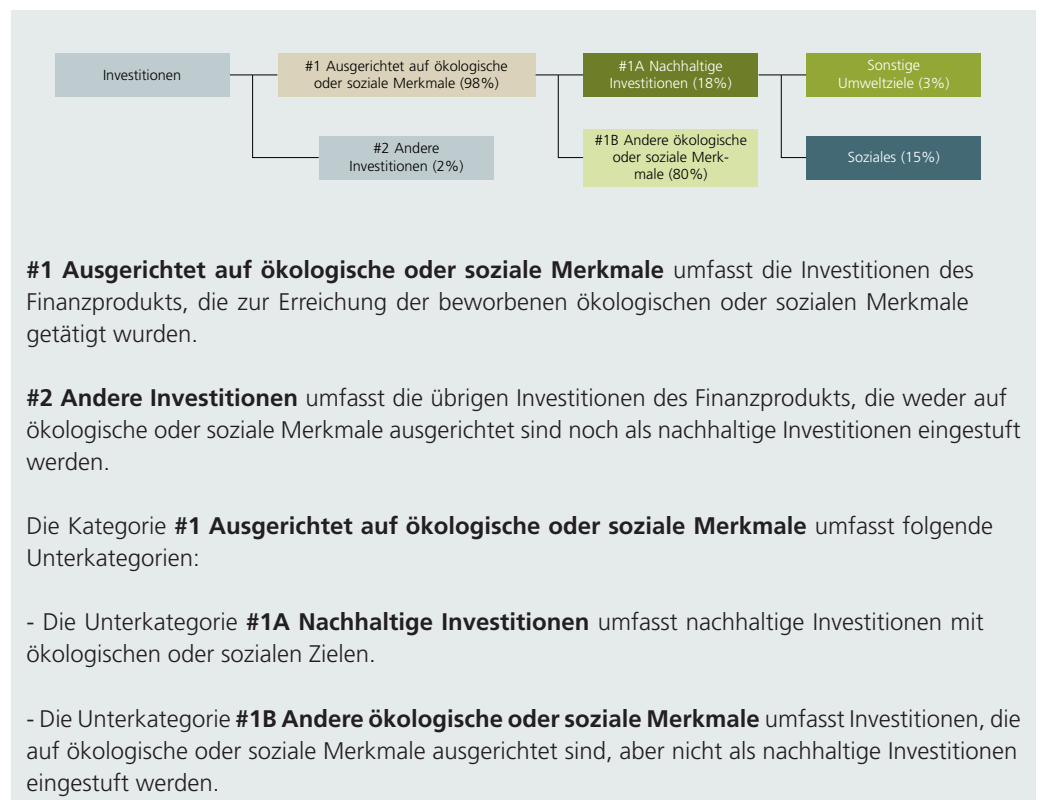 Investitionen
#1 Ausgerichtet auf ökologische
oder soziale Merkmale (98%)
#1A Nachhaltige
Investitionen (18%)
Sonstige
Umweltziele (3%)
#2 Andere
Investitionen (2%)
#1B Andere ökologische
oder soziale Merk-
male (80%)
Soziales (15%)
#1 Ausgerichtet auf ökologische oder soziale Merkmale umfasst die Investitionen des
Finanzprodukts, die zur Erreichung der beworbenen ökologischen oder sozialen Merkmale
getätigt wurden.
#2 Andere Investitionen umfasst die übrigen Investitionen des Finanzprodukts, die weder auf
ökologische oder soziale Merkmale ausgerichtet sind noch als nachhaltige Investitionen eingestuft
werden.
Die Kategorie #1 Ausgerichtet auf ökologische oder soziale Merkmale umfasst folgende
Unterkategorien:
- Die Unterkategorie #1A Nachhaltige Investitionen umfasst nachhaltige Investitionen mit
ökologischen oder sozialen Zielen.
- Die Unterkategorie #1B Andere ökologische oder soziale Merkmale umfasst Investitionen, die
auf ökologische oder soziale Merkmale ausgerichtet sind, aber nicht als nachhaltige Investitionen
eingestuft werden.